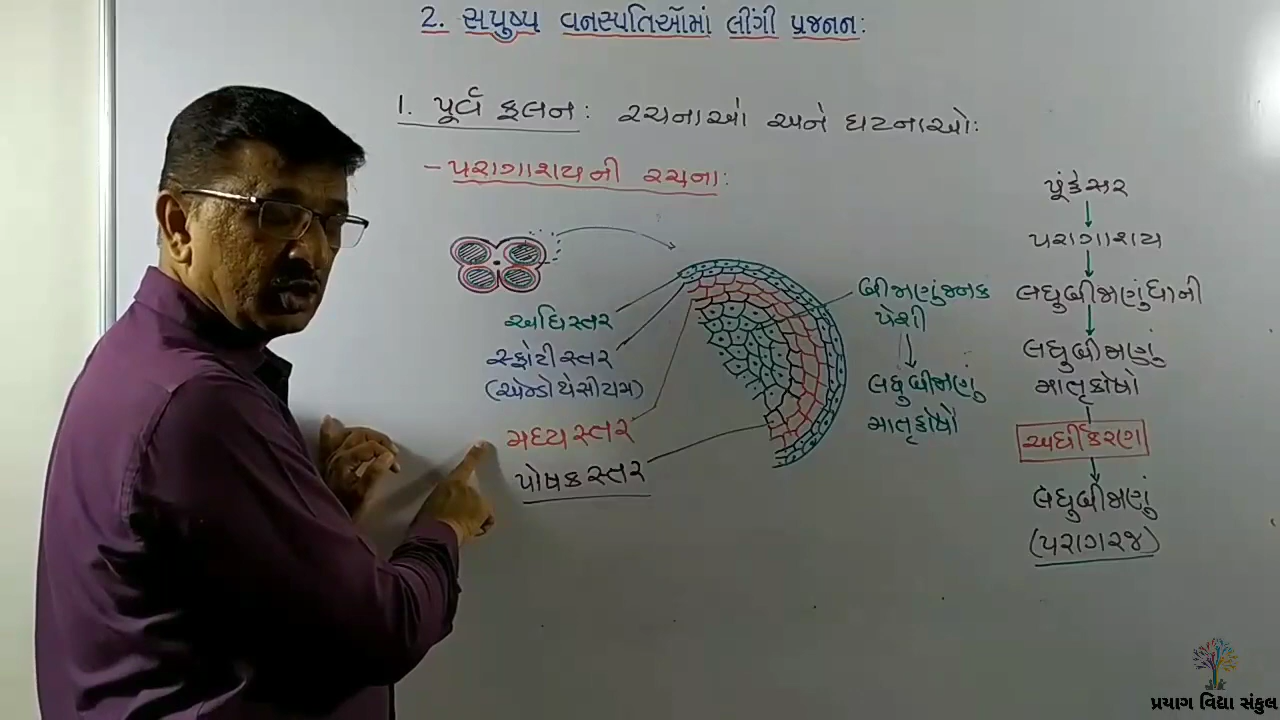 2. સપુષ્પ વનસ્પતિઓમાં લીંગી પ્રજનન:
1. પૂર્વ ફલન: રચનાઓ અને ઘટનાઓ:
- પરાગાશયની રચના:
અધિસ્તર
સ્ફોટીસ્તર
(એન્ડોથેસીયમ)
મધ્યસ્તર
પોષકસ્તર
બીજાણુંજનક
પેશી
લઘુબીજાણું
માતૃકોષો
પૂંકેસર
પરાગાશય
લઘુબીજાણુંધાની
લઘુબીજાણું
માતૃકોષો
અર્ધીકરણ
લઘુબીજાણું
(પરાગરજ)
પ્રયાગ વિદ્યા સંકુલ